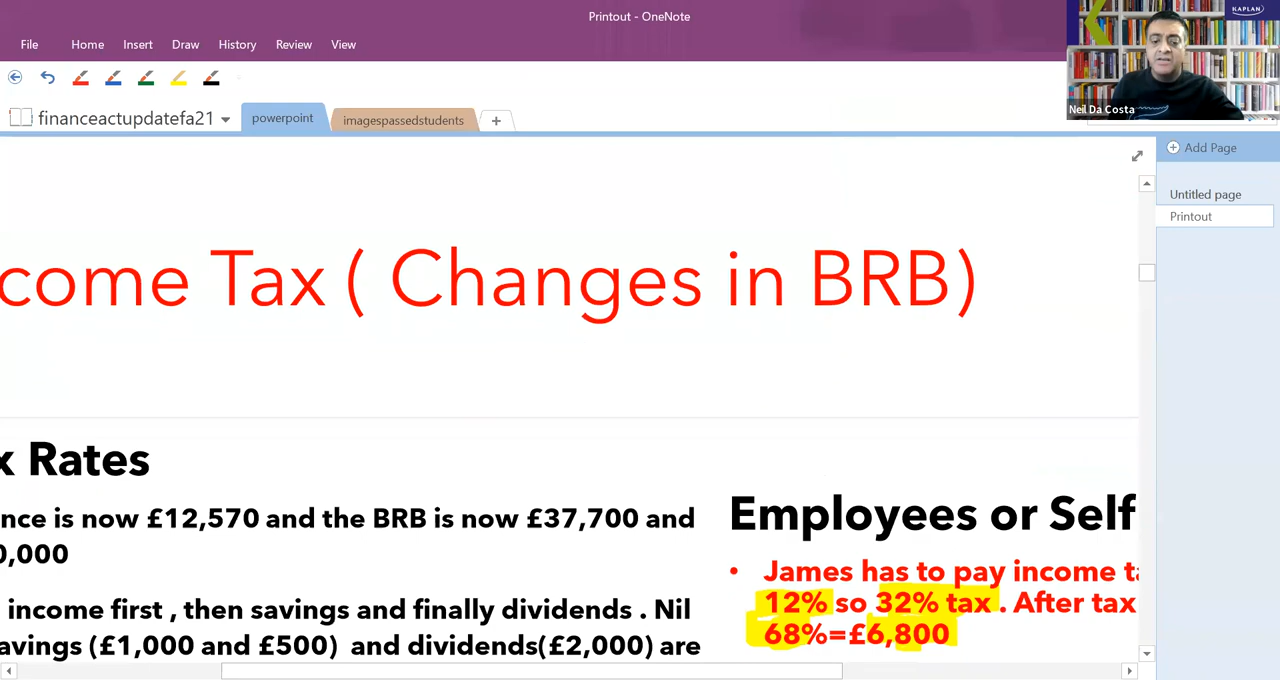 Printout - OneNote
KAPLAN
File Home Insert Draw History Review View
Neil Da Costa
financeactupdatefa21 powerpoint imagespassedstudents +
Add Page
Untitled page
Printout
come Tax ( Changes in BRB)
x Rates
nce is now £12,570 and the BRB is now £37,700 and
0,000
income first , then savings and finally dividends . Nil
avings (£1,000 and £500) and dividends(£2,000) are
Employees or Self
• James has to pay income ta
12% so 32% tax . After tax
68%=£6,800